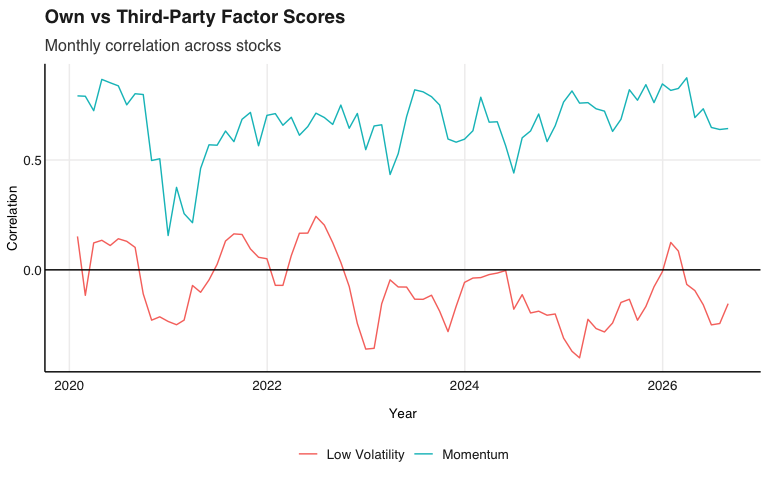 Own vs Third-Party Factor Scores
Monthly correlation across stocks
Correlation
0.5
0.0
2020 2022 2024 2026
Year
Low Volatility Momentum